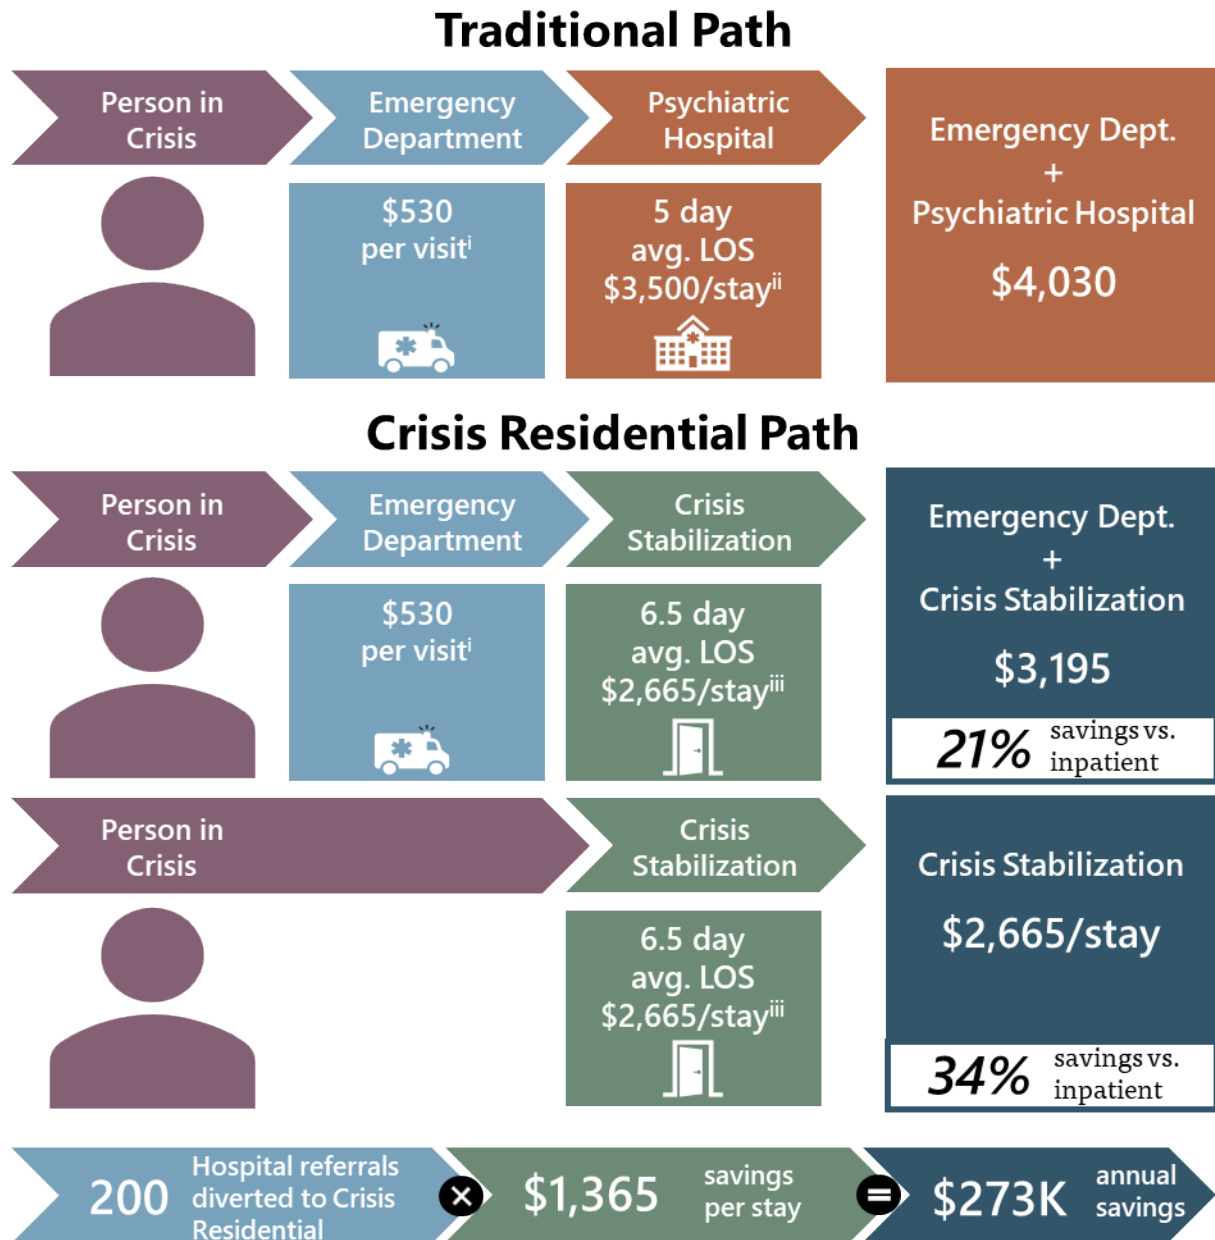 Traditional Path
Person in
Crisis
Emergency
Department
Psychiatric
Hospital
$530
per visitⁱ
5 day
avg. LOS
$3,500/stayⁱⁱ
Emergency Dept.
+
Psychiatric Hospital
$4,030
Crisis Residential Path
Person in
Crisis
Emergency
Department
Crisis
Stabilization
$530
per visitⁱ
6.5 day
avg. LOS
$2,665/stayⁱⁱⁱ
Emergency Dept.
+
Crisis Stabilization
$3,195
21%
savings vs.
inpatient
Person in
Crisis
Crisis
Stabilization
6.5 day
avg. LOS
$2,665/stayⁱⁱⁱ
Crisis Stabilization
$2,665/stay
34%
savings vs.
inpatient
200
Hospital referrals
diverted to Crisis
Residential
×
$1,365
savings
per stay
=
$273K
annual
savings